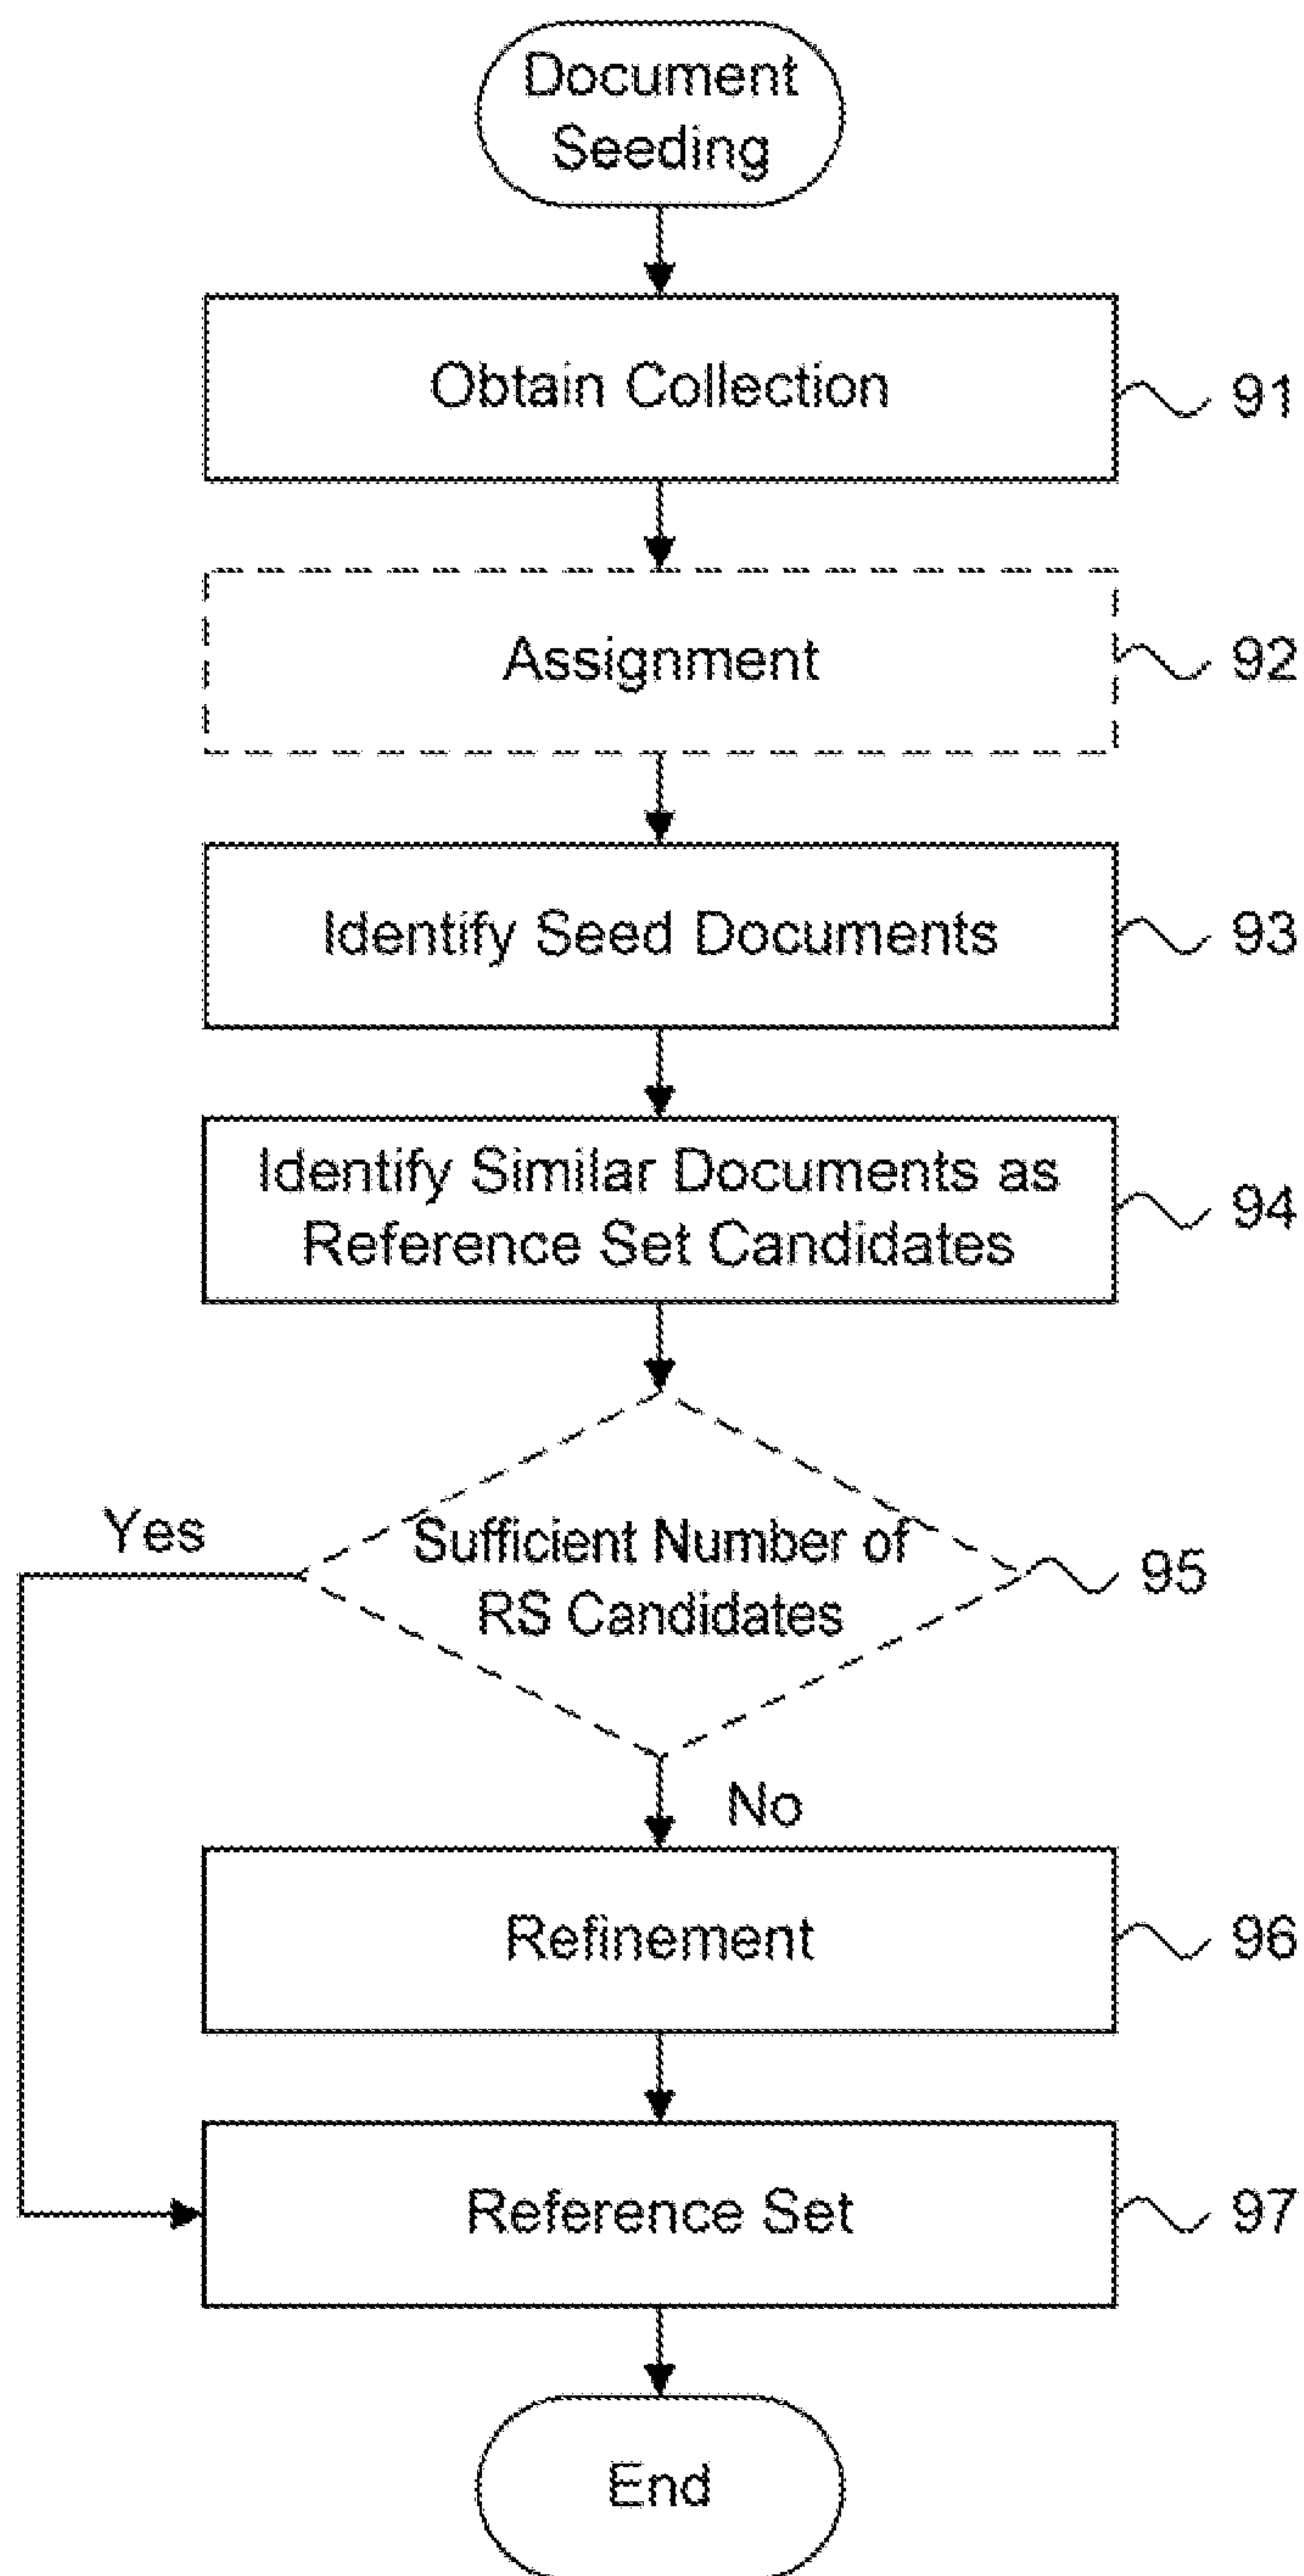 Document
Seeding
Obtain Collection
91
Assignment
92
Identify Seed Documents
93
Identify Similar Documents as
Reference Set Candidates
94
Yes
Sufficient Number of
RS Candidates
95
No
Refinement
96
Reference Set
97
End